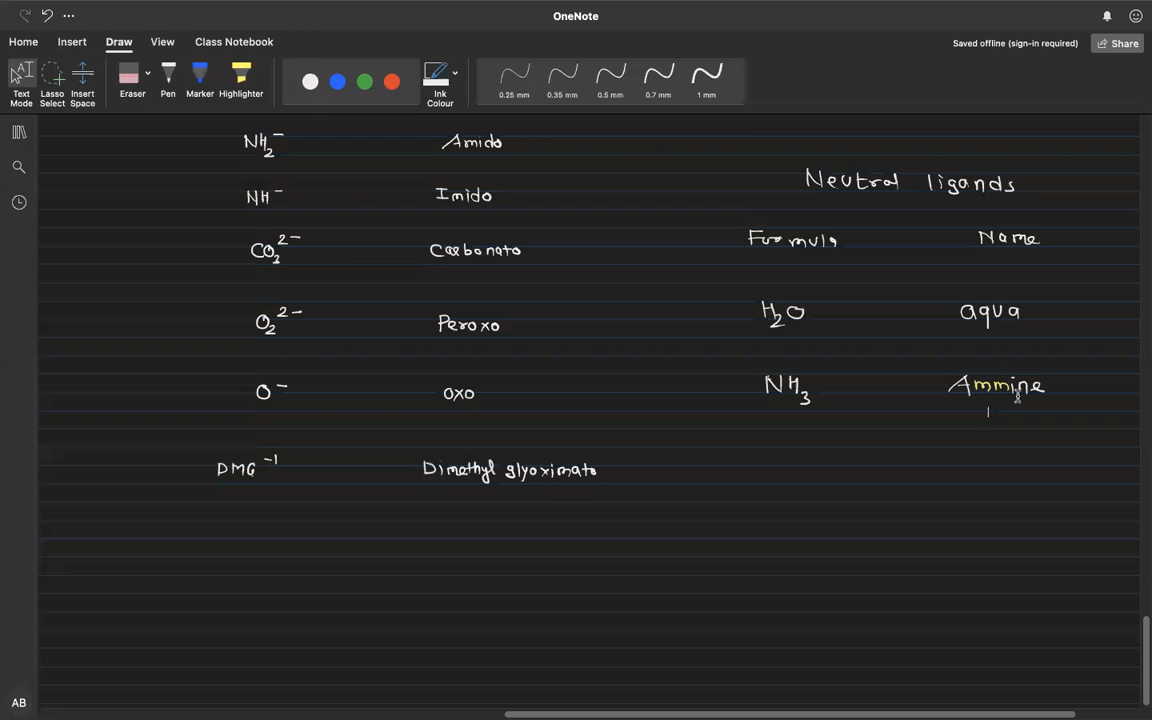 OneNote
Home Insert Draw View Class Notebook
Saved offline (sign-in required) Share
Text Mode
Lasso Select
Insert Space
Eraser
Pen
Marker
Highlighter
Ink Colour
0.25 mm 0.35 mm 0.5 mm 0.7 mm 1 mm
NH₂⁻ Amido
NH⁻ Imido
CO₃²⁻ Carbonato
O₂²⁻ Peroxo
O⁻ oxo
DMG⁻¹ Dimethyl glyoximato
Neutral ligands
Formula Name
H₂O aqua
NH₃ Ammine
AB